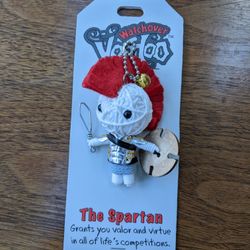 Watchover
Voodoo
The Spartan
Grants you valor and virtue
in all of life's competitions.